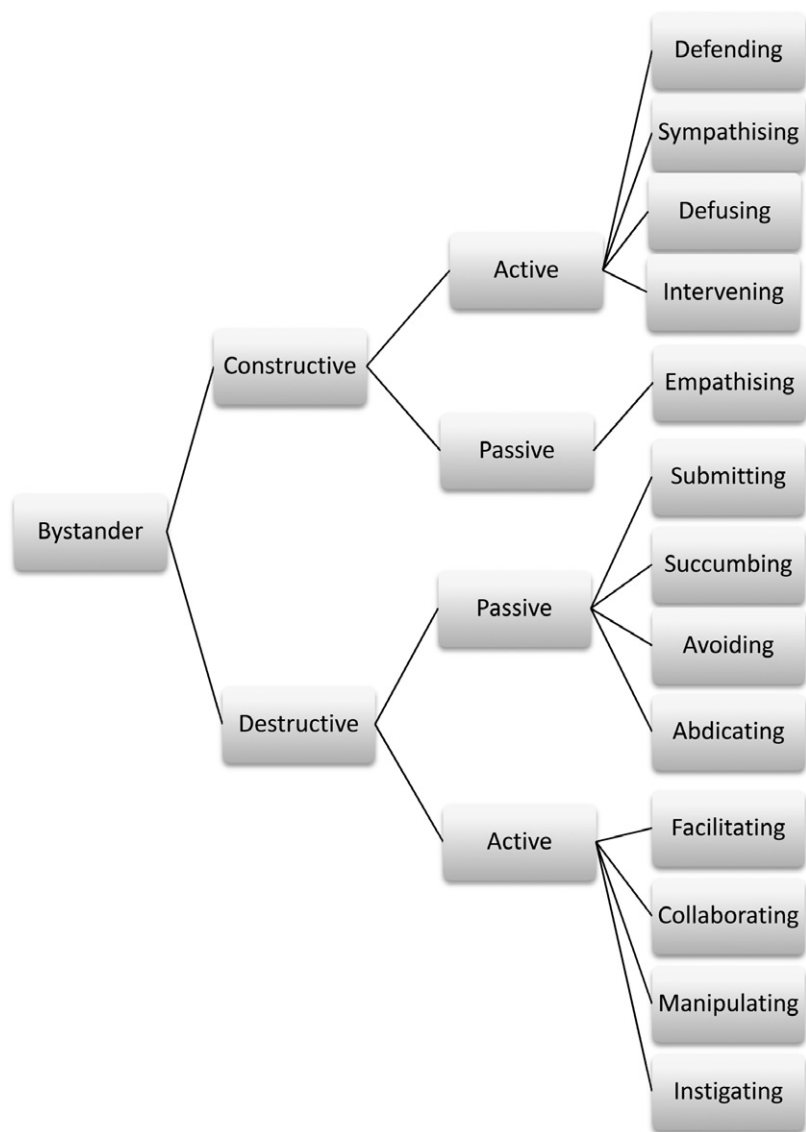 Defending
Sympathising
Defusing
Active
Intervening
Constructive
Empathising
Passive
Submitting
Bystander
Succumbing
Passive
Avoiding
Destructive
Abdicating
Facilitating
Active
Collaborating
Manipulating
Instigating